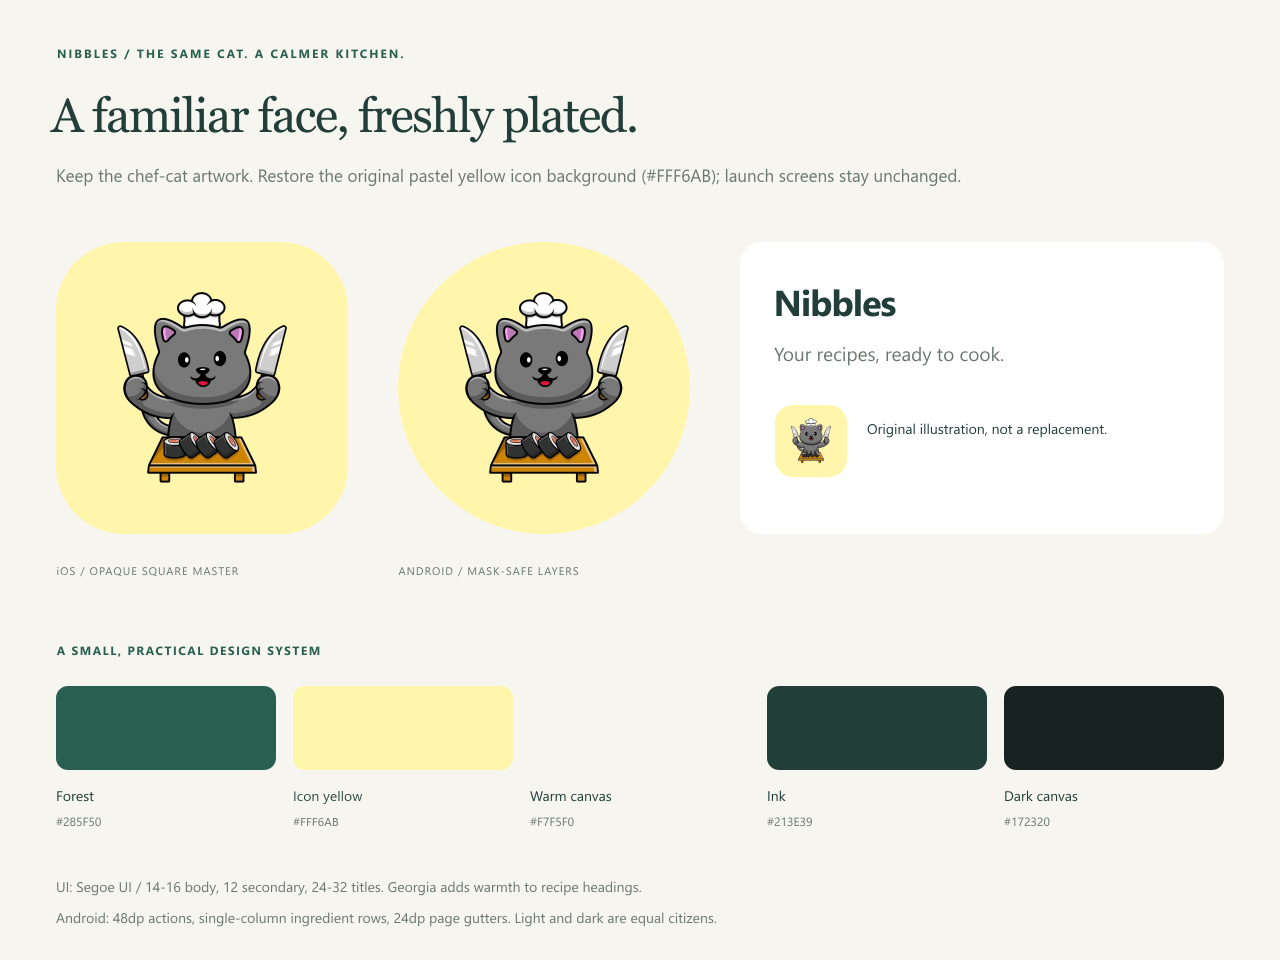 NIBBLES / THE SAME CAT. A CALMER KITCHEN.
A familiar face, freshly plated.
Keep the chef-cat artwork. Restore the original pastel yellow icon background (#FFF6AB); launch screens stay unchanged.
Nibbles
Your recipes, ready to cook.
Original illustration, not a replacement.
iOS / OPAQUE SQUARE MASTER
ANDROID / MASK-SAFE LAYERS
A SMALL, PRACTICAL DESIGN SYSTEM
Forest
#285F50
Icon yellow
#FFF6AB
Warm canvas
#F7F5F0
Ink
#213E39
Dark canvas
#172320
UI: Segoe UI / 14-16 body, 12 secondary, 24-32 titles. Georgia adds warmth to recipe headings.
Android: 48dp actions, single-column ingredient rows, 24dp page gutters. Light and dark are equal citizens.